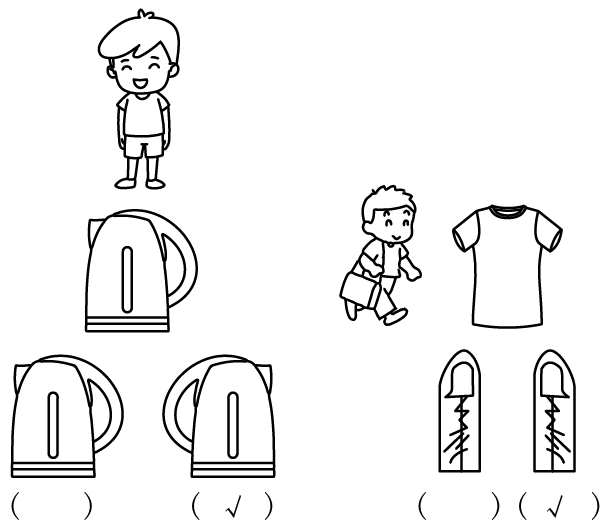 (    ) ( √ ) (    ) ( √ )